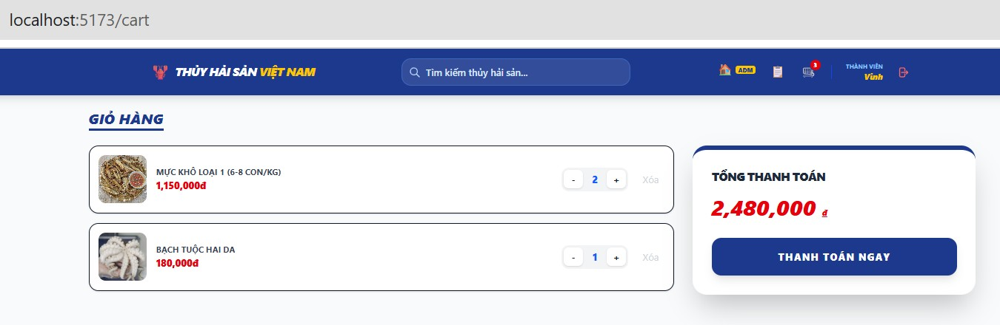 localhost:5173/cart
THỦY HẢI SẢN VIỆT NAM
Tìm kiếm thủy hải sản...
ADM
3
THÀNH VIÊN
Vinh
GIỎ HÀNG
MỰC KHÔ LOẠI 1 (6-8 CON/KG)
1,150,000đ
- 2 + Xóa
BẠCH TUỘC HAI DA
180,000đ
- 1 + Xóa
TỔNG THANH TOÁN
2,480,000 đ
THANH TOÁN NGAY